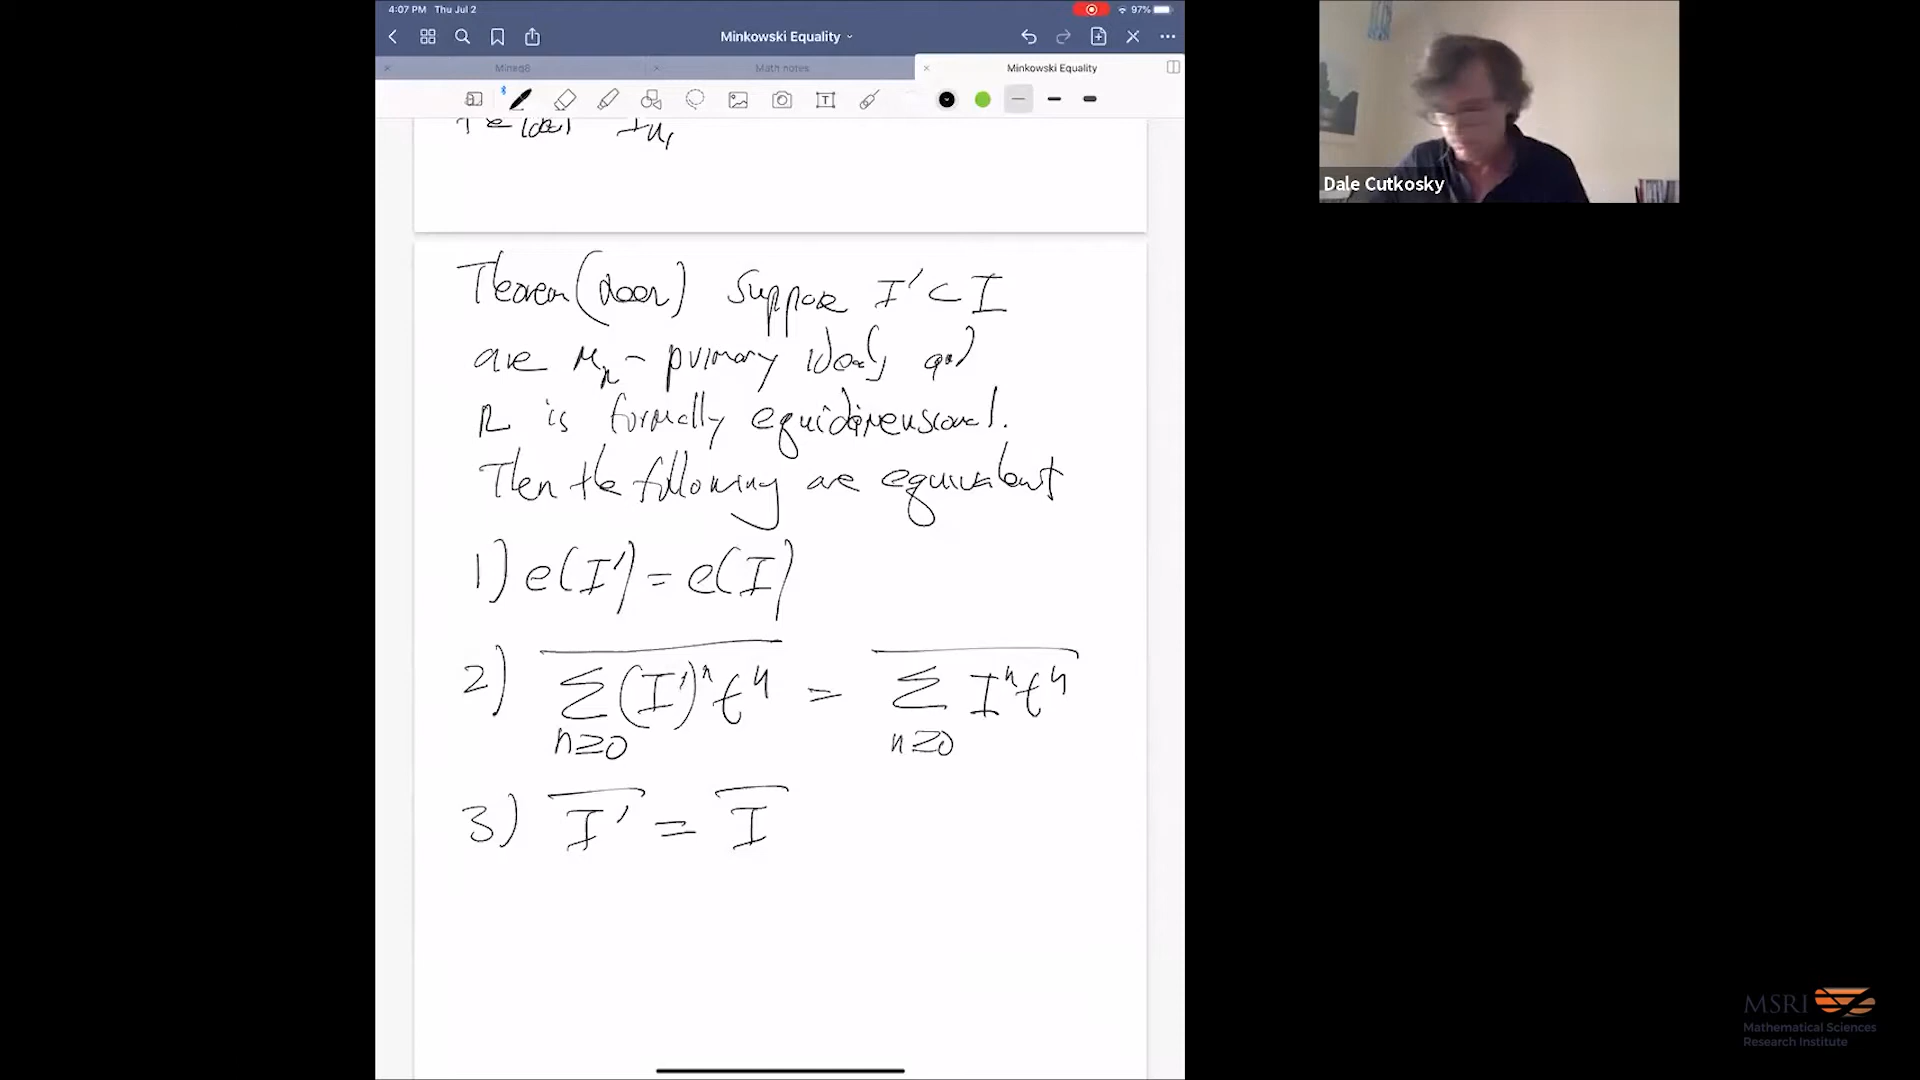 4:07 PM Thu Jul 2
97%
Minkowski Equality
Mineq6
Math notes
Minkowski Equality
Theorem (Rees) Suppose I' ⊂ I
are m_R - primary ideals and
R is formally equidimensional.
Then the following are equivalent
1) e(I') = e(I)
2) \overline{\sum_{n≥0} (I')^n t^n} = \overline{\sum_{n≥0} I^n t^n}
3) \overline{I'} = \overline{I}
Dale Cutkosky
MSRI
Mathematical Sciences
Research Institute